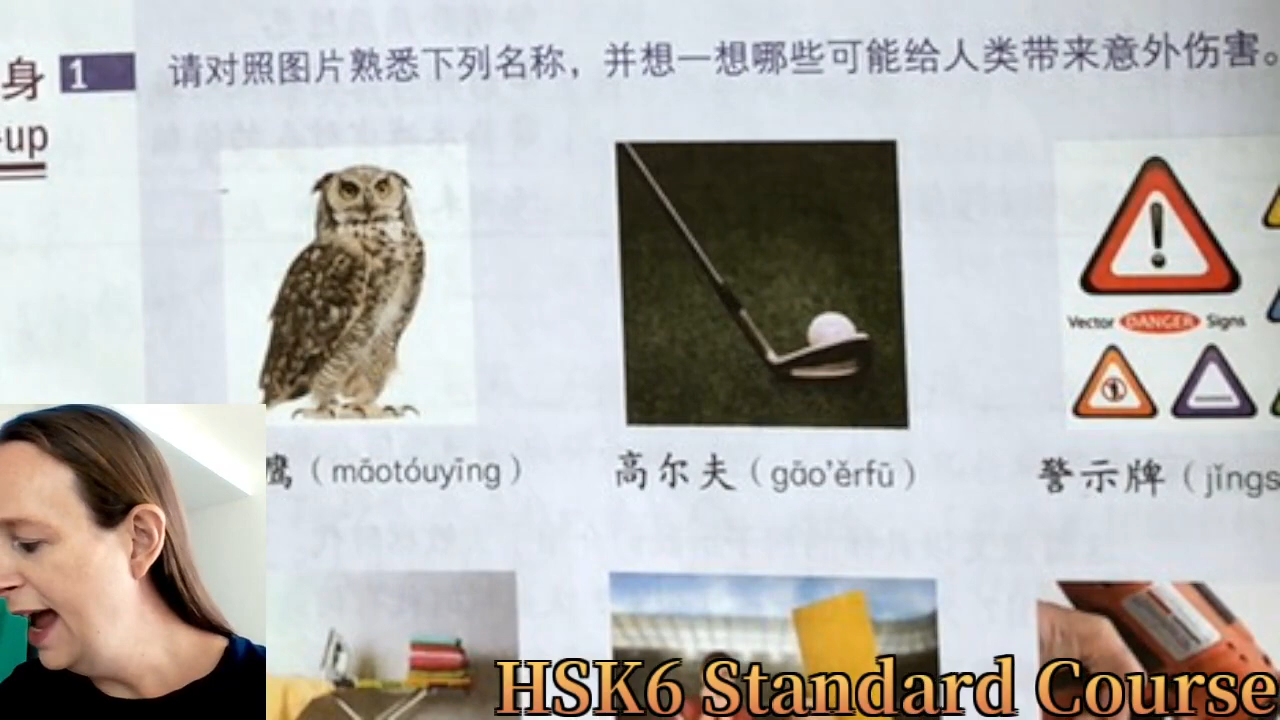 身 1 请对照图片熟悉下列名称，并想一想哪些可能给人类带来意外伤害。
-up
!
Vector DANGER Signs
鹰（māotóuyīng） 高尔夫（gāo'ěrfū） 警示牌（jǐngs
HSK6 Standard Course